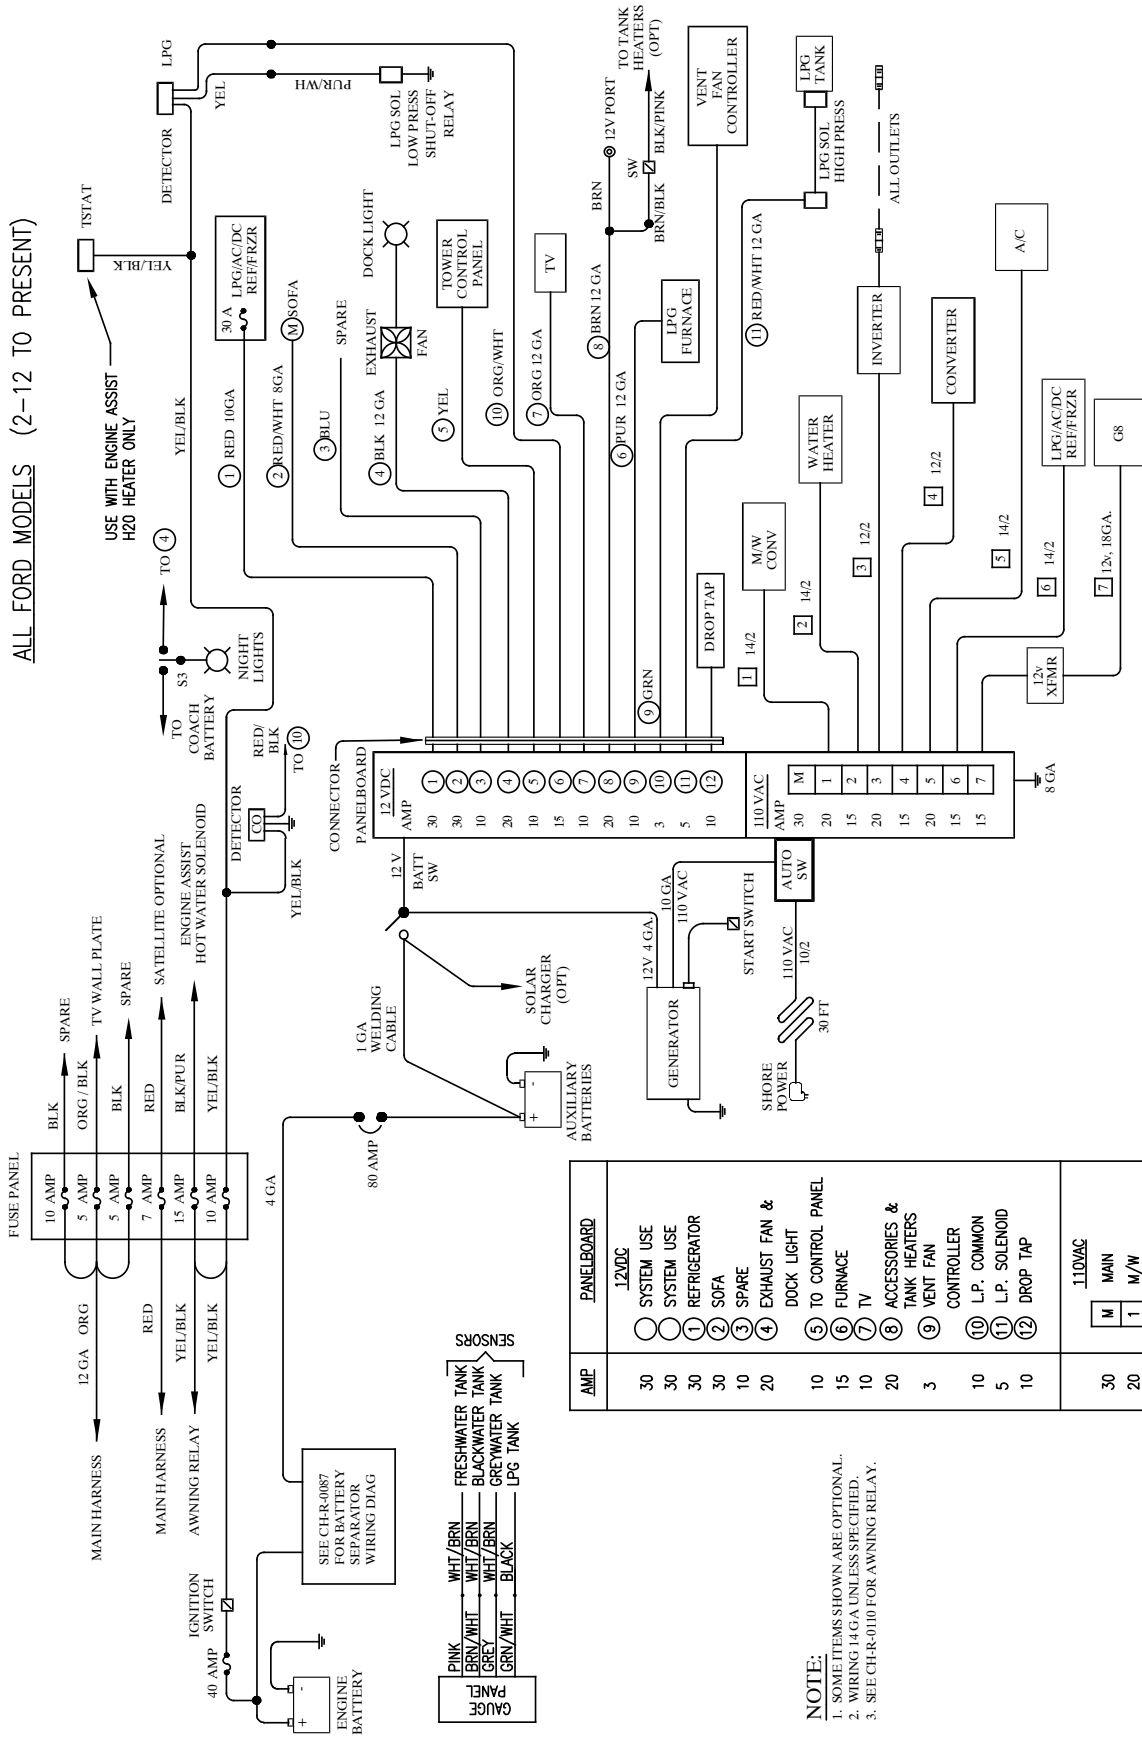 ALL FORD MODELS (2-12 TO PRESENT)
FUSE PANEL
10 AMP
5 AMP
5 AMP
7 AMP
15 AMP
10 AMP
BLK
SPARE
ORG / BLK
TV WALL PLATE
BLK
SPARE
RED
SATELLITE OPTIONAL
BLK/PUR
ENGINE ASSIST
HOT WATER SOLENOID
YEL/BLK
12 GA ORG
MAIN HARNESS
RED
MAIN HARNESS
YEL/BLK
AWNING RELAY
YEL/BLK
IGNITION
SWITCH
40 AMP
+
-
ENGINE
BATTERY
SEE CH-R-0087
FOR BATTERY
SEPARATOR
WIRING DIAG
4 GA
80 AMP
+
-
AUXILIARY
BATTERIES
1 GA
WELDING
CABLE
SOLAR
CHARGER
(OPT)
12 V
BATT
SW
DETECTOR
CO
YEL/BLK
RED/
BLK
TO 10
TO
COACH
BATTERY
S3
NIGHT
LIGHTS
TO 4
USE WITH ENGINE ASSIST
H20 HEATER ONLY
TSTAT
YEL/BLK
YEL/BLK
DETECTOR
LPG
YEL
PUR/WH
LPG SOL
LOW PRESS
SHUT-OFF
RELAY
1 RED 10GA
30 A
LPG/AC/DC
REF/FRZR
2 RED/WHT 8GA
M SOFA
3 BLU
SPARE
4 BLK 12 GA
EXHAUST
FAN
DOCK LIGHT
5 YEL
TOWER
CONTROL
PANEL
10 ORG/WHT
7 ORG 12 GA
TV
8 BRN 12 GA
BRN
12V PORT
BRN/BLK
SW
BLK/PINK
TO TANK
HEATERS
(OPT)
6 PUR 12 GA
LPG
FURNACE
9 GRN
VENT
FAN
CONTROLLER
11 RED/WHT 12 GA
LPG SOL
HIGH PRESS
LPG
TANK
DROP TAP
CONNECTOR
PANELBOARD
12 VDC
AMP
30 1
30 2
10 3
20 4
10 5
15 6
10 7
20 8
10 9
3 10
5 11
10 12
110 VAC
AMP
30 M
20 1
15 2
20 3
15 4
20 5
15 6
15 7
8 GA
1 14/2
M/W
CONV
2 14/2
WATER
HEATER
3 12/2
INVERTER
ALL OUTLETS
4 12/2
CONVERTER
5 14/2
A/C
6 14/2
LPG/AC/DC
REF/FRZR
12v
XFMR
7 12v, 18GA.
G8
AUTO
SW
110 VAC
10/2
30 FT
SHORE
POWER
12V 4 GA.
10 GA
110 VAC
START SWITCH
GENERATOR
GAUGE
PANEL
PINK WHT/BRN FRESHWATER TANK
BRN/WHT WHT/BRN BLACKWATER TANK
GREY WHT/BRN GREYWATER TANK
GRN/WHT BLACK LPG TANK
SENSORS
AMP PANELBOARD
12VDC
30 SYSTEM USE
30 SYSTEM USE
30 1 REFRIGERATOR
30 2 SOFA
10 3 SPARE
20 4 EXHAUST FAN &
DOCK LIGHT
10 5 TO CONTROL PANEL
15 6 FURNACE
10 7 TV
20 8 ACCESSORIES &
TANK HEATERS
3 9 VENT FAN
CONTROLLER
10 10 L.P. COMMON
5 11 L.P. SOLENOID
10 12 DROP TAP
110VAC
30 M MAIN
20 1 M/W
NOTE:
1. SOME ITEMS SHOWN ARE OPTIONAL.
2. WIRING 14 GA UNLESS SPECIFIED.
3. SEE CH-R-0110 FOR AWNING RELAY.